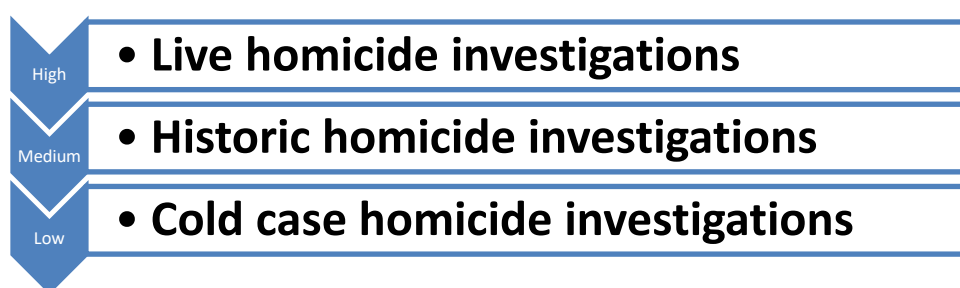 High
• Live homicide investigations
Medium
• Historic homicide investigations
Low
• Cold case homicide investigations